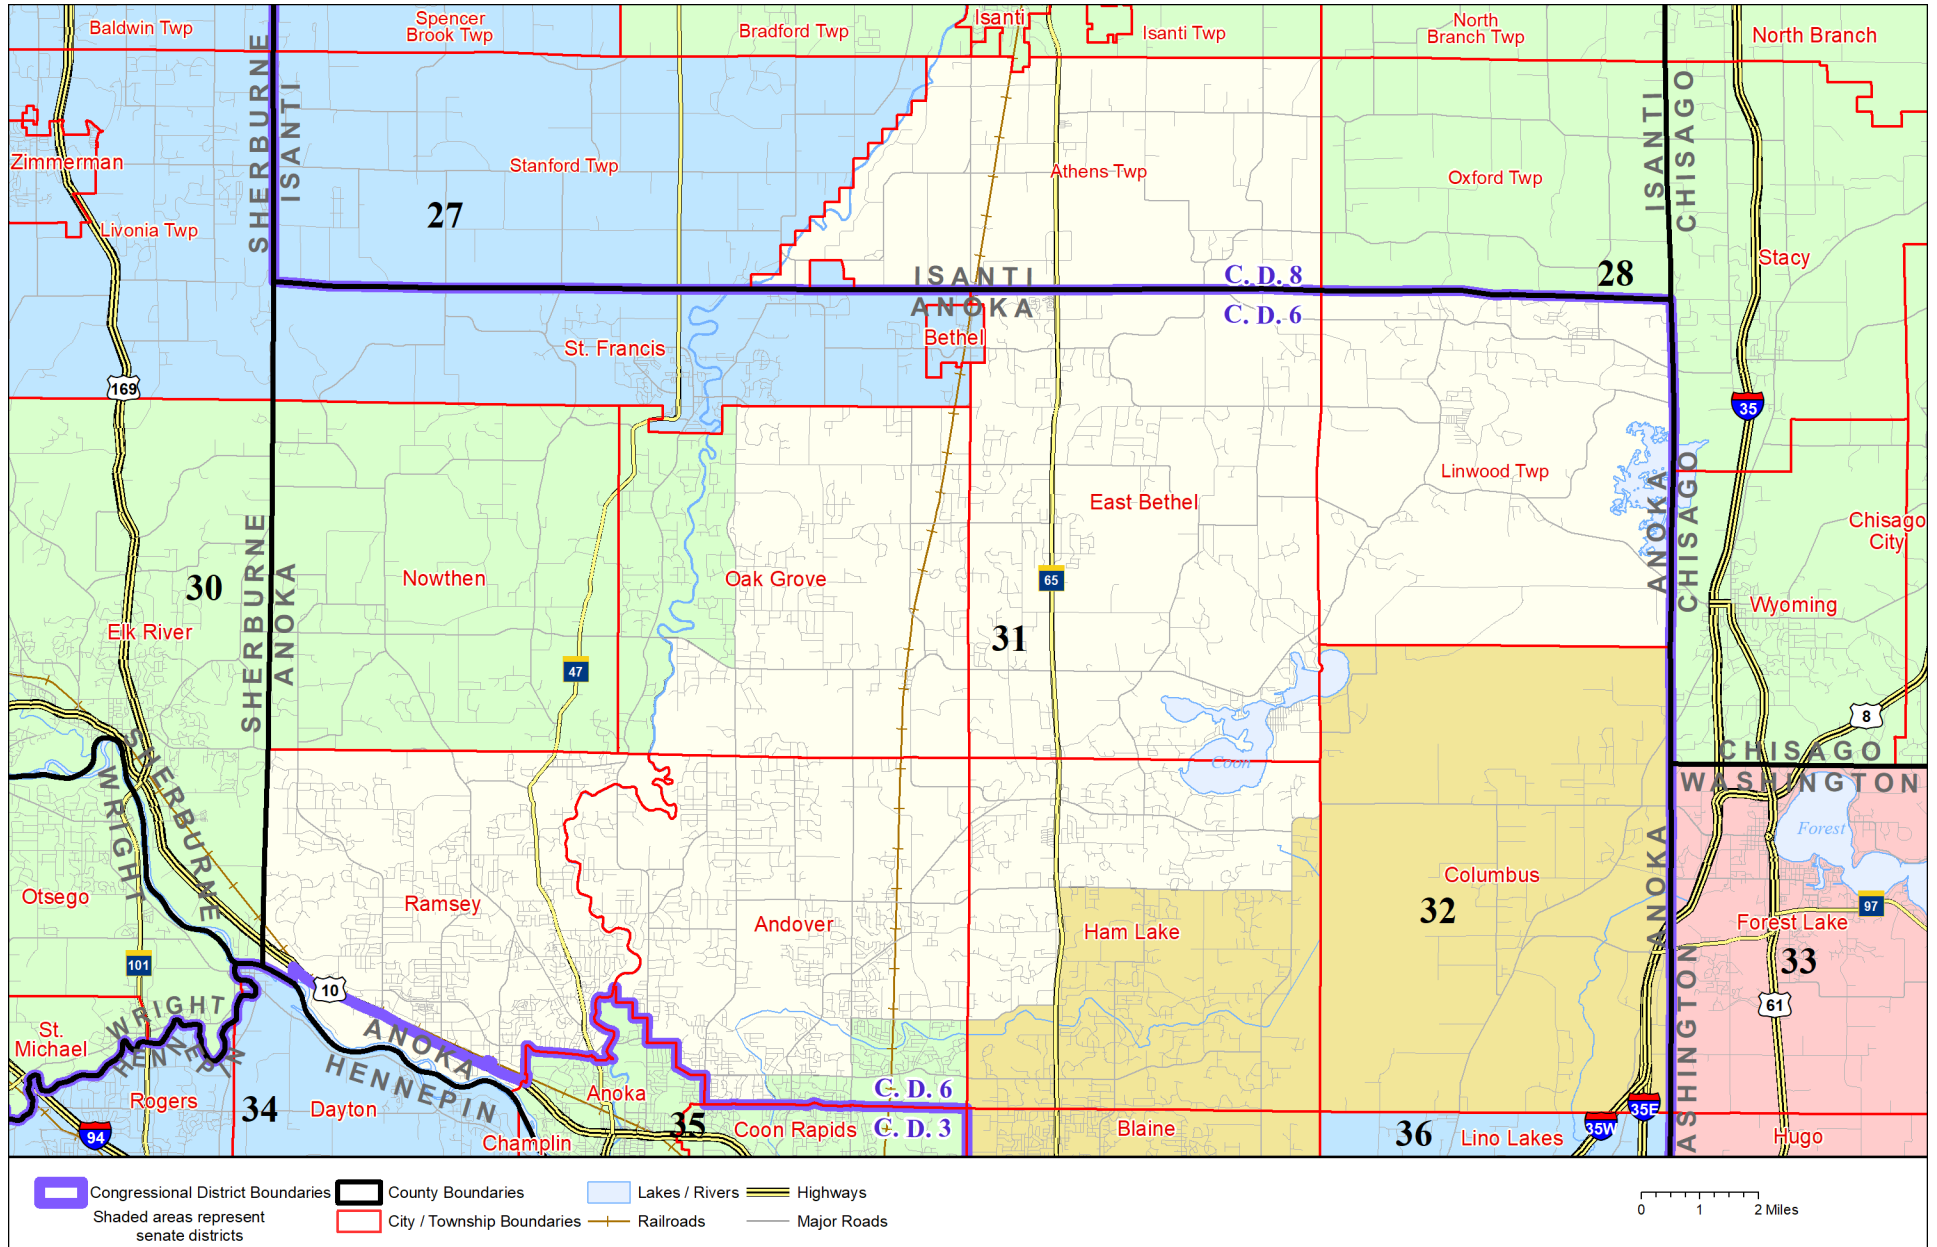 Baldwin Twp
Spencer
Brook Twp
Bradford Twp
Isanti
Isanti Twp
North
Branch Twp
North Branch
SHERBURNE
ISANTI
ISANTI
CHISAGO
Zimmerman
Stanford Twp
Athens Twp
Oxford Twp
27
Livonia Twp
Stacy
ISANTI
C. D. 8
28
ANOKA
C. D. 6
Bethel
St. Francis
169
35
Linwood Twp
East Bethel
ANOKA
CHISAGO
Chisago
City
SHERBURNE
ANOKA
30
Nowthen
Oak Grove
65
Wyoming
Elk River
31
47
8
SHERBURNE
WRIGHT
Coon
CHISAGO
WASHINGTON
Forest
Otsego
Ramsey
Andover
Ham Lake
Columbus
32
ANOKA
97
Forest Lake
33
101
10
61
WRIGHT
HENNEPIN
St.
Michael
ANOKA
HENNEPIN
ASHINGTON
Rogers
34
Dayton
Anoka
C. D. 6
35
Coon Rapids
C. D. 3
Champlin
Blaine
36
Lino Lakes
35W
35E
Hugo
94
Congressional District Boundaries
County Boundaries
Lakes / Rivers
Highways
Shaded areas represent
senate districts
City / Township Boundaries
Railroads
Major Roads
0 1 2 Miles